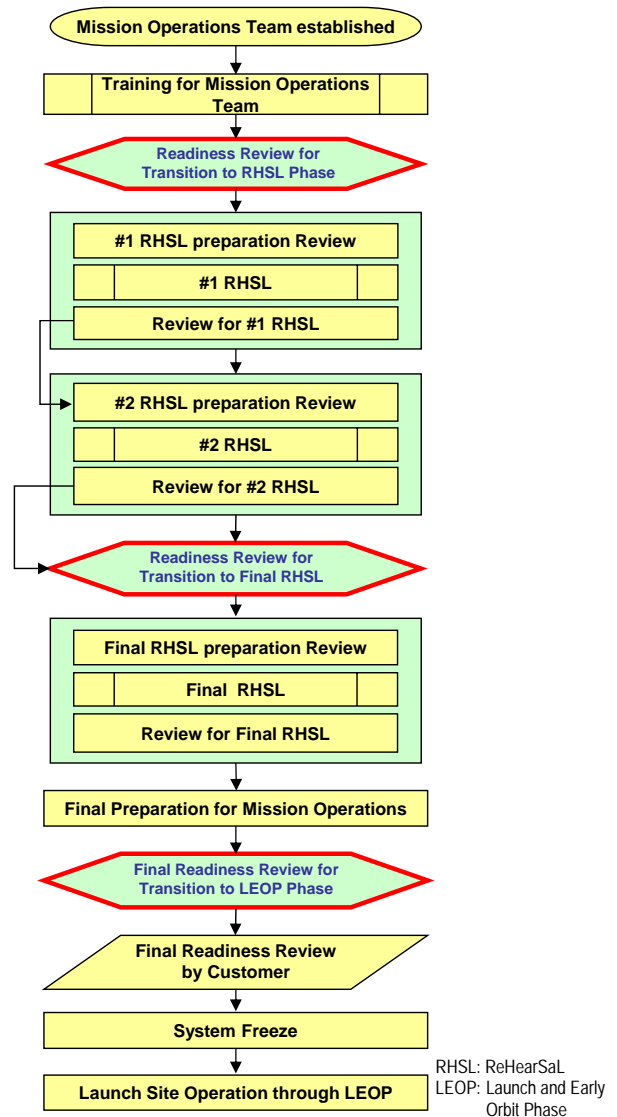 Mission Operations Team established
Training for Mission Operations
Team
Readiness Review for
Transition to RHSL Phase
#1 RHSL preparation Review
#1 RHSL
Review for #1 RHSL
#2 RHSL preparation Review
#2 RHSL
Review for #2 RHSL
Readiness Review for
Transition to Final RHSL
Final RHSL preparation Review
Final RHSL
Review for Final RHSL
Final Preparation for Mission Operations
Final Readiness Review for
Transition to LEOP Phase
Final Readiness Review
by Customer
System Freeze
Launch Site Operation through LEOP
RHSL: ReHearSaL
LEOP: Launch and Early
Orbit Phase